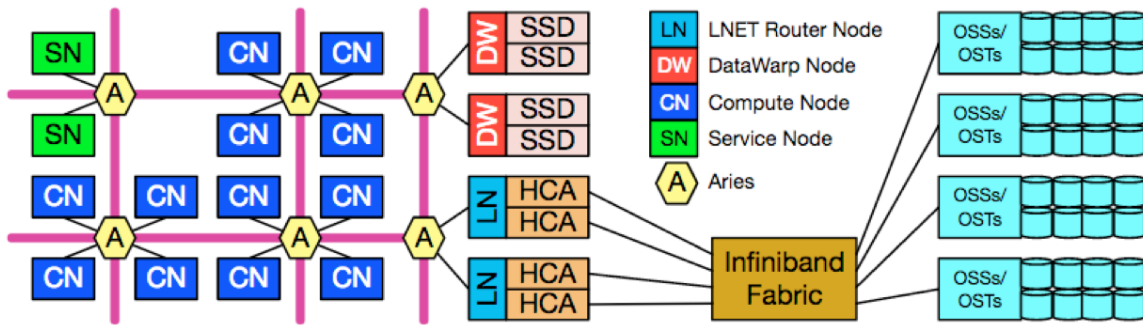 SN
SN
A
CN
CN
CN
CN
A
A
DW
SSD
SSD
DW
SSD
SSD
CN
CN
CN
CN
A
CN
CN
CN
CN
A
A
LN
HCA
HCA
LN
HCA
HCA
LN LNET Router Node
DW DataWarp Node
CN Compute Node
SN Service Node
A Aries
Infiniband
Fabric
OSSs/
OSTs
OSSs/
OSTs
OSSs/
OSTs
OSSs/
OSTs